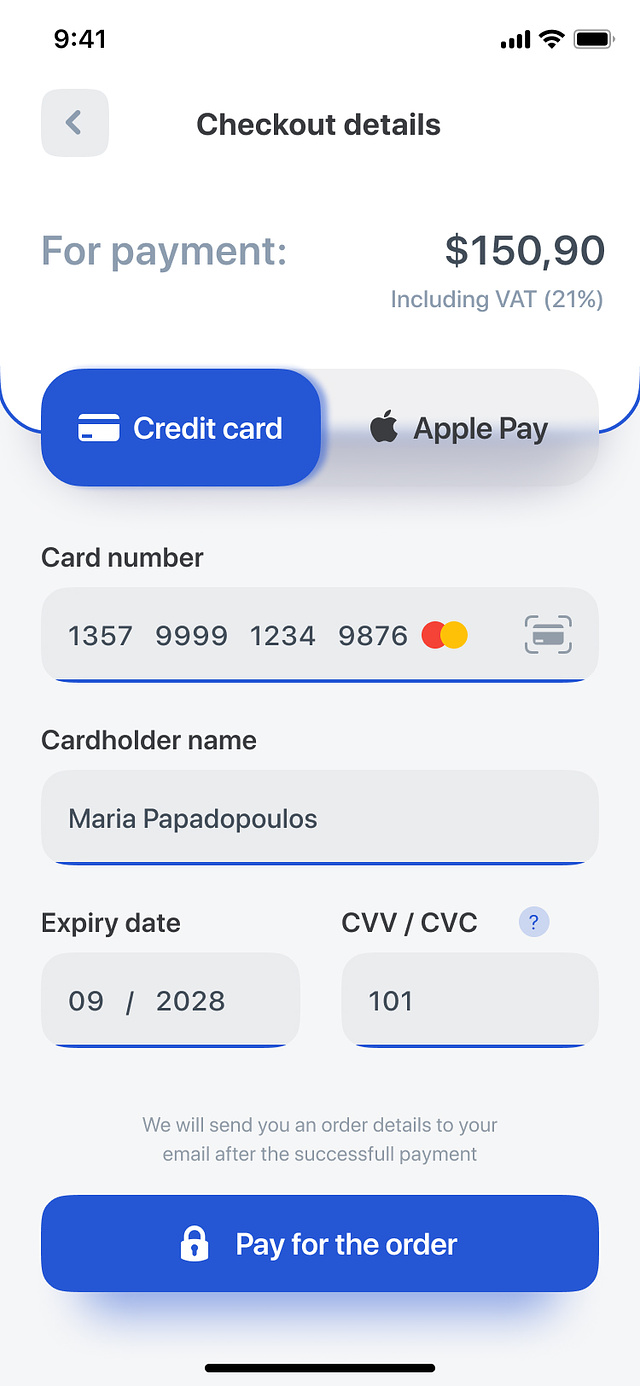 9:41
Checkout details
For payment: $150,90
Including VAT (21%)
Credit card Apple Pay
Card number
1357 9999 1234 9876
Cardholder name
Maria Papadopoulos
Expiry date CVV / CVC ?
09 / 2028 101
We will send you an order details to your
email after the successfull payment
Pay for the order